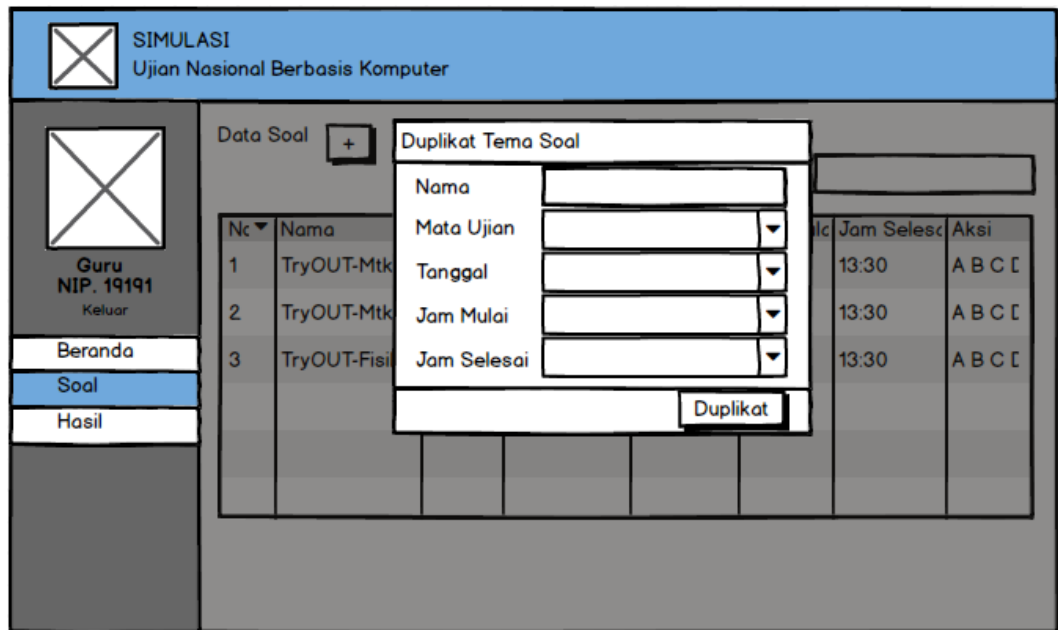 SIMULASI
Ujian Nasional Berbasis Komputer
Guru
NIP. 19191
Keluar
Beranda
Soal
Hasil
Data Soal +
Duplikat Tema Soal
Nama
Mata Ujian
Tanggal
Jam Mulai
Jam Selesai
Duplikat
Nama Jam Selesa Aksi
1 TryOUT-Mtk 13:30 A B C
2 TryOUT-Mtk 13:30 A B C
3 TryOUT-Fisi 13:30 A B C